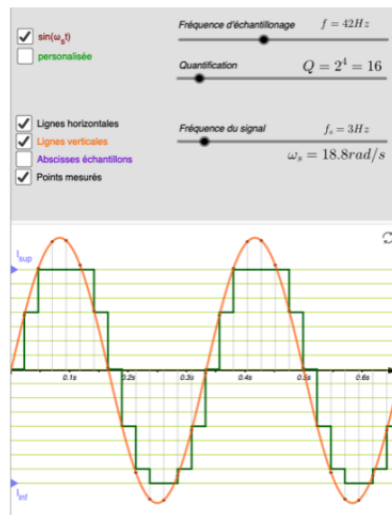 Fréquence d'échantillonage f = 42Hz
sin(ωₛt)
personalisée
Quantification Q = 2⁴ = 16
Lignes horizontales
Lignes verticales
Abscisses échantillons
Points mesurés
Fréquence du signal fₛ = 3Hz
ωₛ = 18.8rad/s
Isup
0.1s 0.2s 0.3s 0.4s 0.5s 0.6s
Iinf